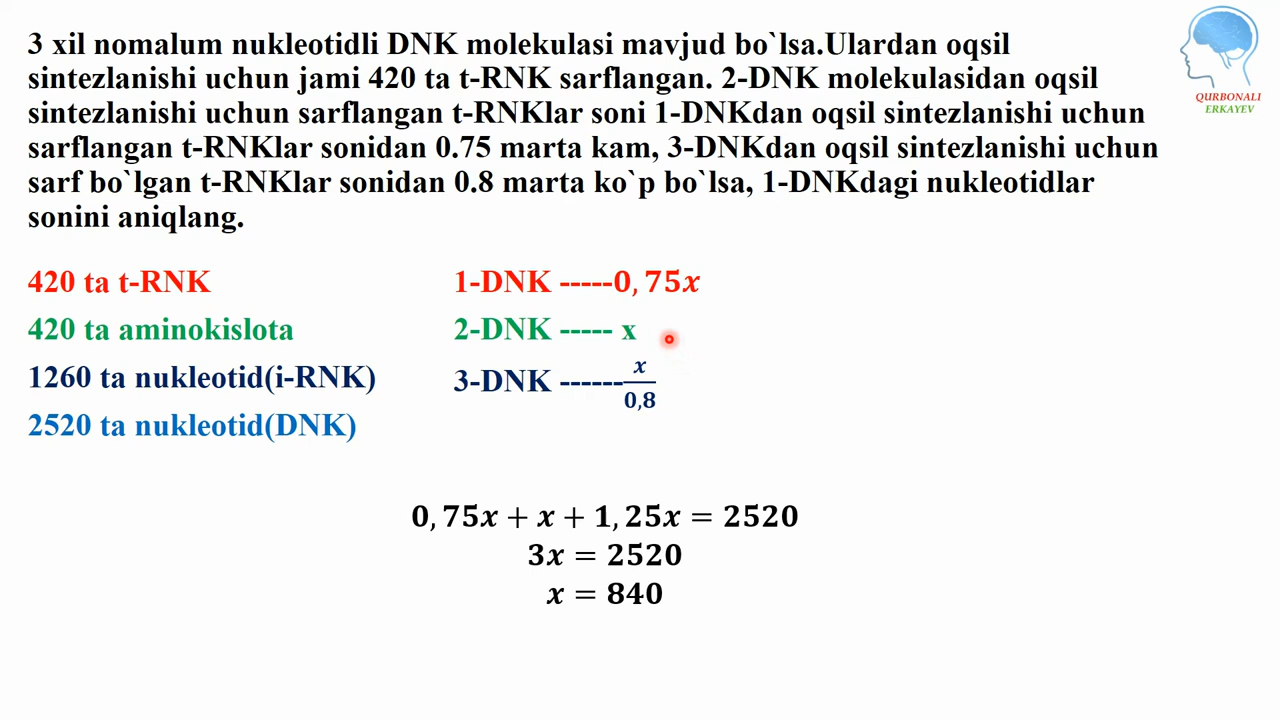 3 xil nomalum nukleotidli DNK molekulasi mavjud bo`lsa.Ulardan oqsil
sintezlanishi uchun jami 420 ta t-RNK sarflangan. 2-DNK molekulasidan oqsil
sintezlanishi uchun sarflangan t-RNKlar soni 1-DNKdan oqsil sintezlanishi uchun
sarflangan t-RNKlar sonidan 0.75 marta kam, 3-DNKdan oqsil sintezlanishi uchun
sarf bo`lgan t-RNKlar sonidan 0.8 marta ko`p bo`lsa, 1-DNKdagi nukleotidlar
sonini aniqlang.
QURBONALI
ERKAYEV
420 ta t-RNK
420 ta aminokislota
1260 ta nukleotid(i-RNK)
2520 ta nukleotid(DNK)
1-DNK -----0,75x
2-DNK ----- x
3-DNK ------x/0,8
0,75x + x + 1,25x = 2520
3x = 2520
x = 840